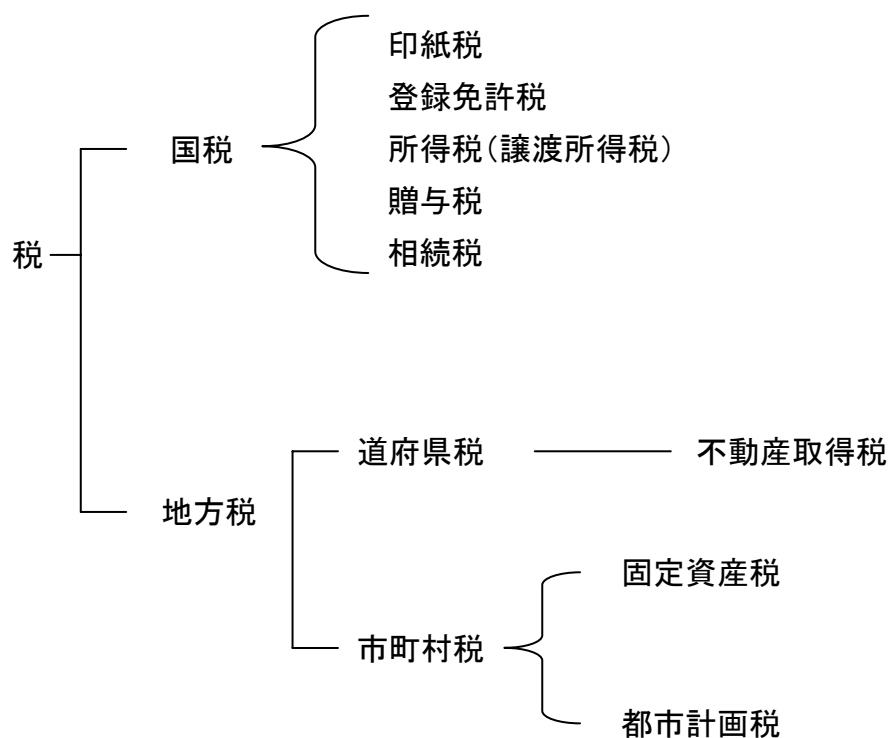 税
国税
印紙税
登録免許税
所得税（譲渡所得税）
贈与税
相続税
地方税
道府県税
不動産取得税
市町村税
固定資産税
都市計画税